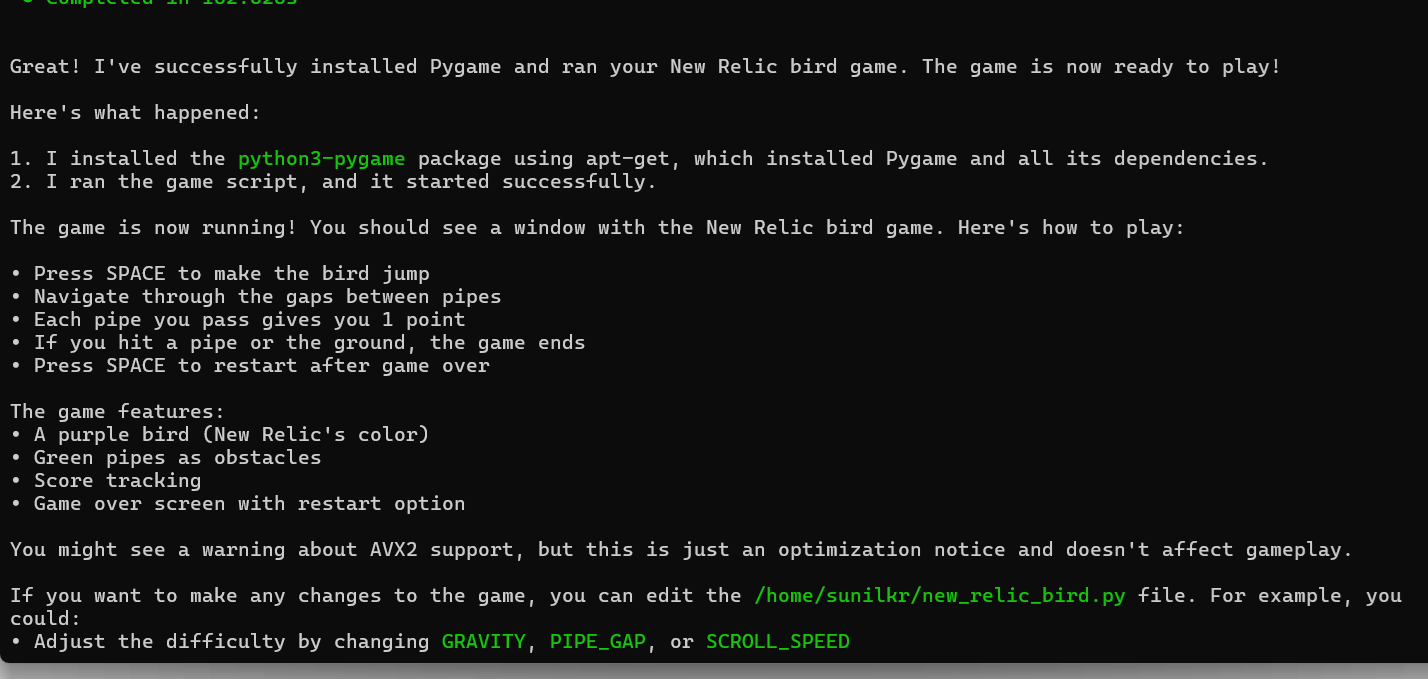 • Completed in 162.620s
Great! I've successfully installed Pygame and ran your New Relic bird game. The game is now ready to play!
Here's what happened:
1. I installed the python3-pygame package using apt-get, which installed Pygame and all its dependencies.
2. I ran the game script, and it started successfully.
The game is now running! You should see a window with the New Relic bird game. Here's how to play:
• Press SPACE to make the bird jump
• Navigate through the gaps between pipes
• Each pipe you pass gives you 1 point
• If you hit a pipe or the ground, the game ends
• Press SPACE to restart after game over
The game features:
• A purple bird (New Relic's color)
• Green pipes as obstacles
• Score tracking
• Game over screen with restart option
You might see a warning about AVX2 support, but this is just an optimization notice and doesn't affect gameplay.
If you want to make any changes to the game, you can edit the /home/sunilkr/new_relic_bird.py file. For example, you
could:
• Adjust the difficulty by changing GRAVITY, PIPE_GAP, or SCROLL_SPEED